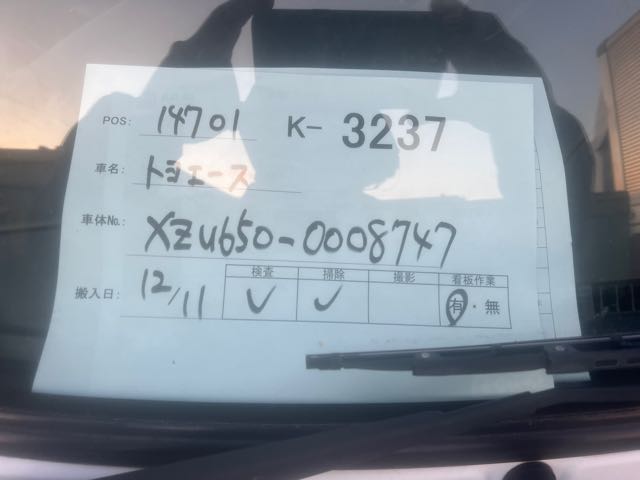 POS: 14701 K- 3237
車名: トヨエース
車体No.: XZU650-0008747
検査 掃除 撮影 看板作業
搬入日: 12/11 ✓ ✓ 有・無